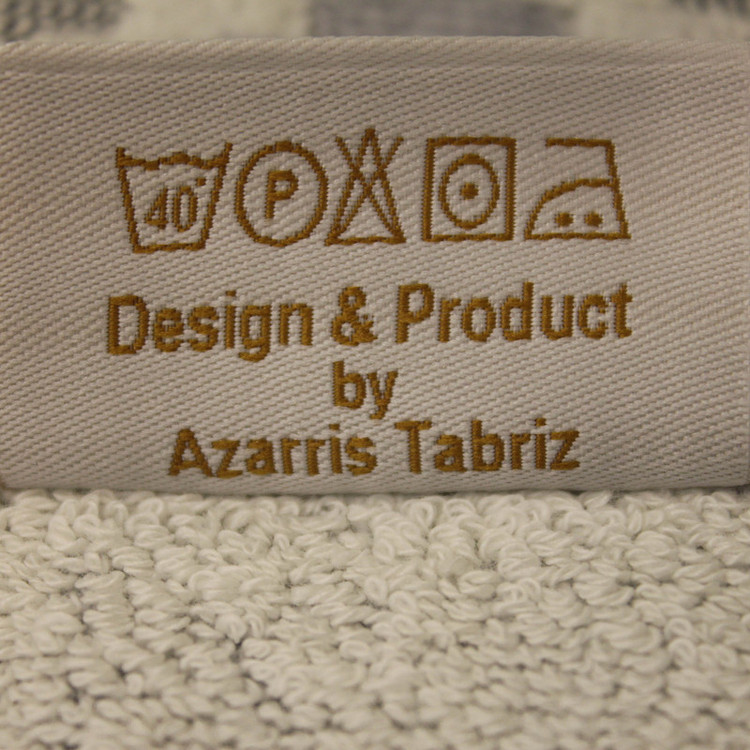 40° P
Design & Product
by
Azarris Tabriz